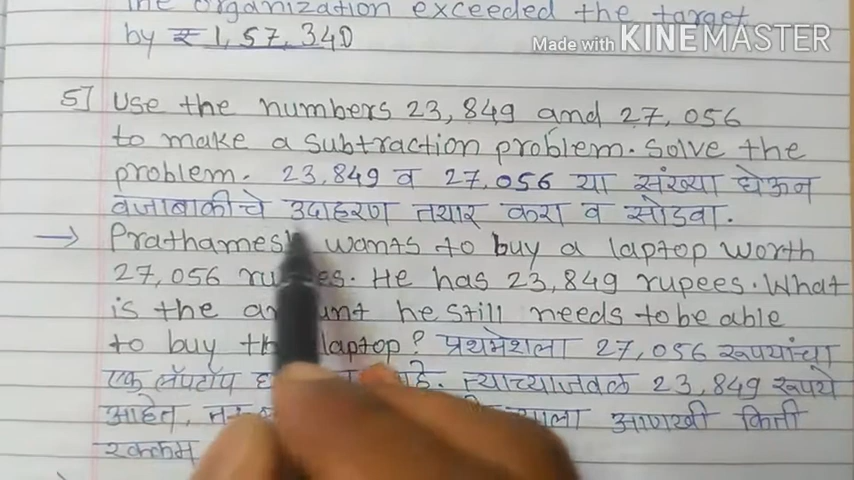 the organization exceeded the target
by ₹ 1,57,340
Made with KINEMASTER
5] Use the numbers 23,849 and 27,056
to make a subtraction problem. Solve the
problem. 23,849 व 27,056 या संख्या घेऊन
वजाबाकीचे उदाहरण तयार करा व सोडवा.
→ Prathamesh wants to buy a laptop worth
27,056 rupees. He has 23,849 rupees. What
is the amount he still needs to be able
to buy the laptop? प्रथमेशला 27,056 रूपयांचा
एक लॅपटॉप आहे. त्याच्याजवळ 23,849 रूपये
आहेत, आणखी किती
रक्कम